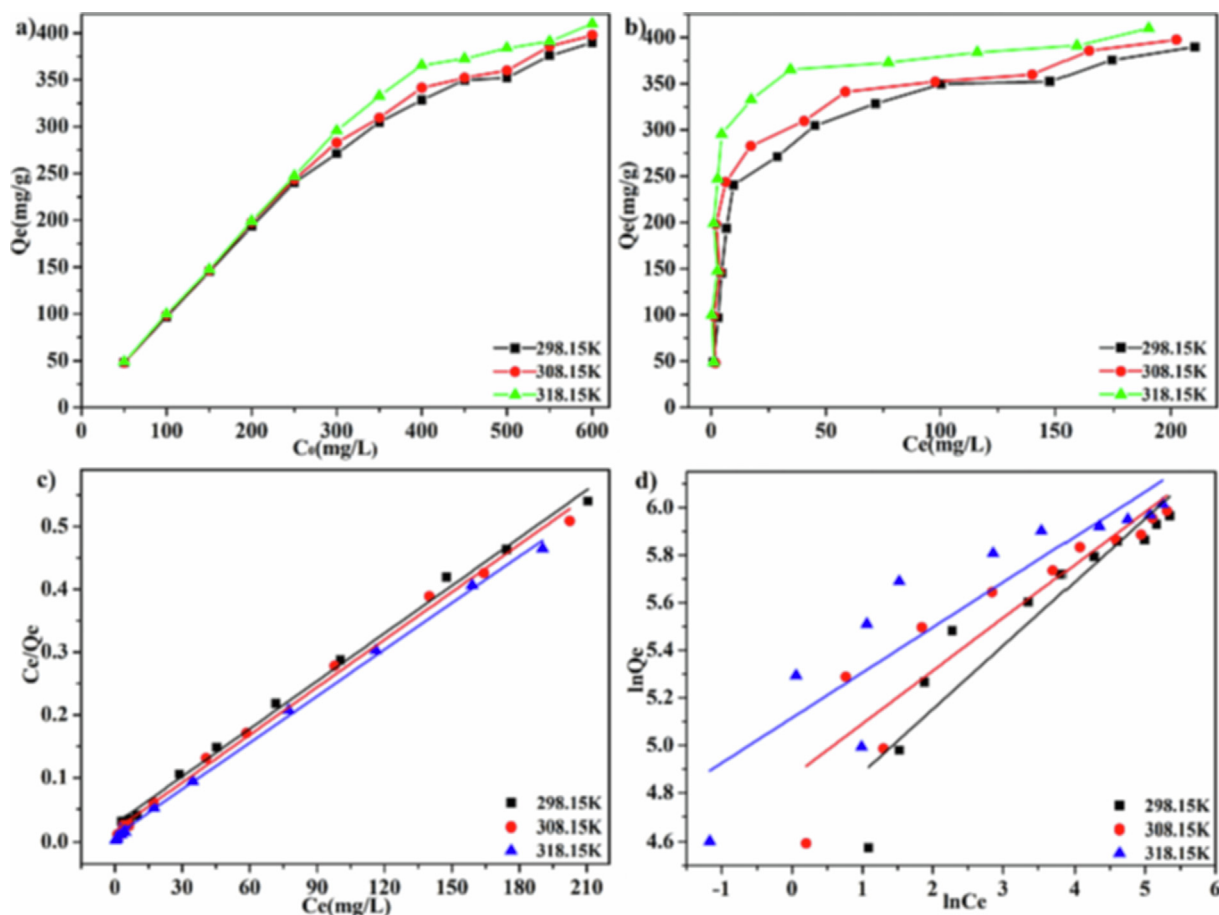 a)
400
350
300
250
200
150
100
50
0
Qe(mg/g)
298.15K
308.15K
318.15K
0 100 200 300 400 500 600
C₀(mg/L)
b)
400
350
300
250
200
150
100
50
0
Qe(mg/g)
298.15K
308.15K
318.15K
0 50 100 150 200
Ce(mg/L)
c)
0.5
0.4
0.3
0.2
0.1
0.0
Ce/Qe
298.15K
308.15K
318.15K
0 30 60 90 120 150 180 210
Ce(mg/L)
d)
6.0
5.8
5.6
5.4
5.2
5.0
4.8
4.6
lnQe
298.15K
308.15K
318.15K
-1 0 1 2 3 4 5 6
lnCe